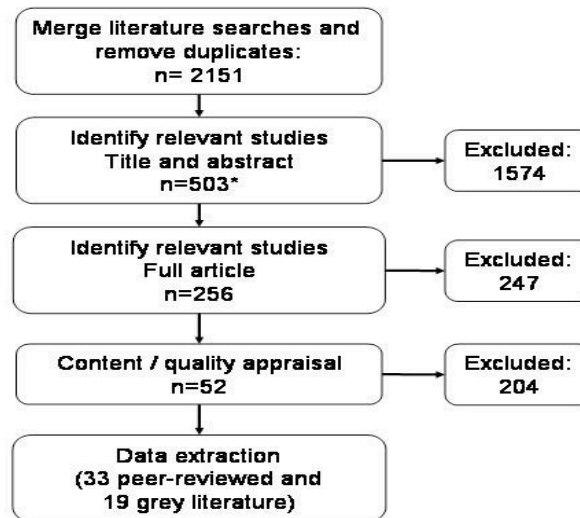 Merge literature searches and
remove duplicates:
n= 2151
Identify relevant studies
Title and abstract
n=503*
Excluded:
1574
Identify relevant studies
Full article
n=256
Excluded:
247
Content / quality appraisal
n=52
Excluded:
204
Data extraction
(33 peer-reviewed and
19 grey literature)